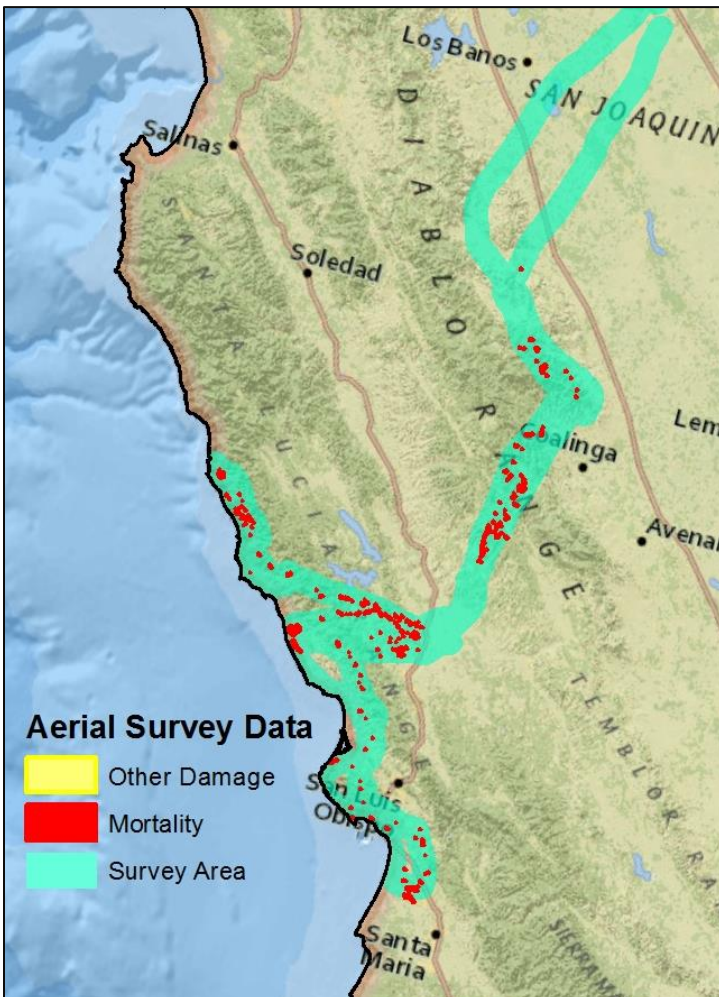 Los Banos
SAN JOAQUIN
DIABLO RANGE
Salinas
SANTA LUCIA RANGE
Soledad
Coalinga
Lem
Avenal
TEMBLOR RA
Aerial Survey Data
Other Damage
Mortality
Survey Area
San Luis
Obisp
Santa
Maria
SIERRA M